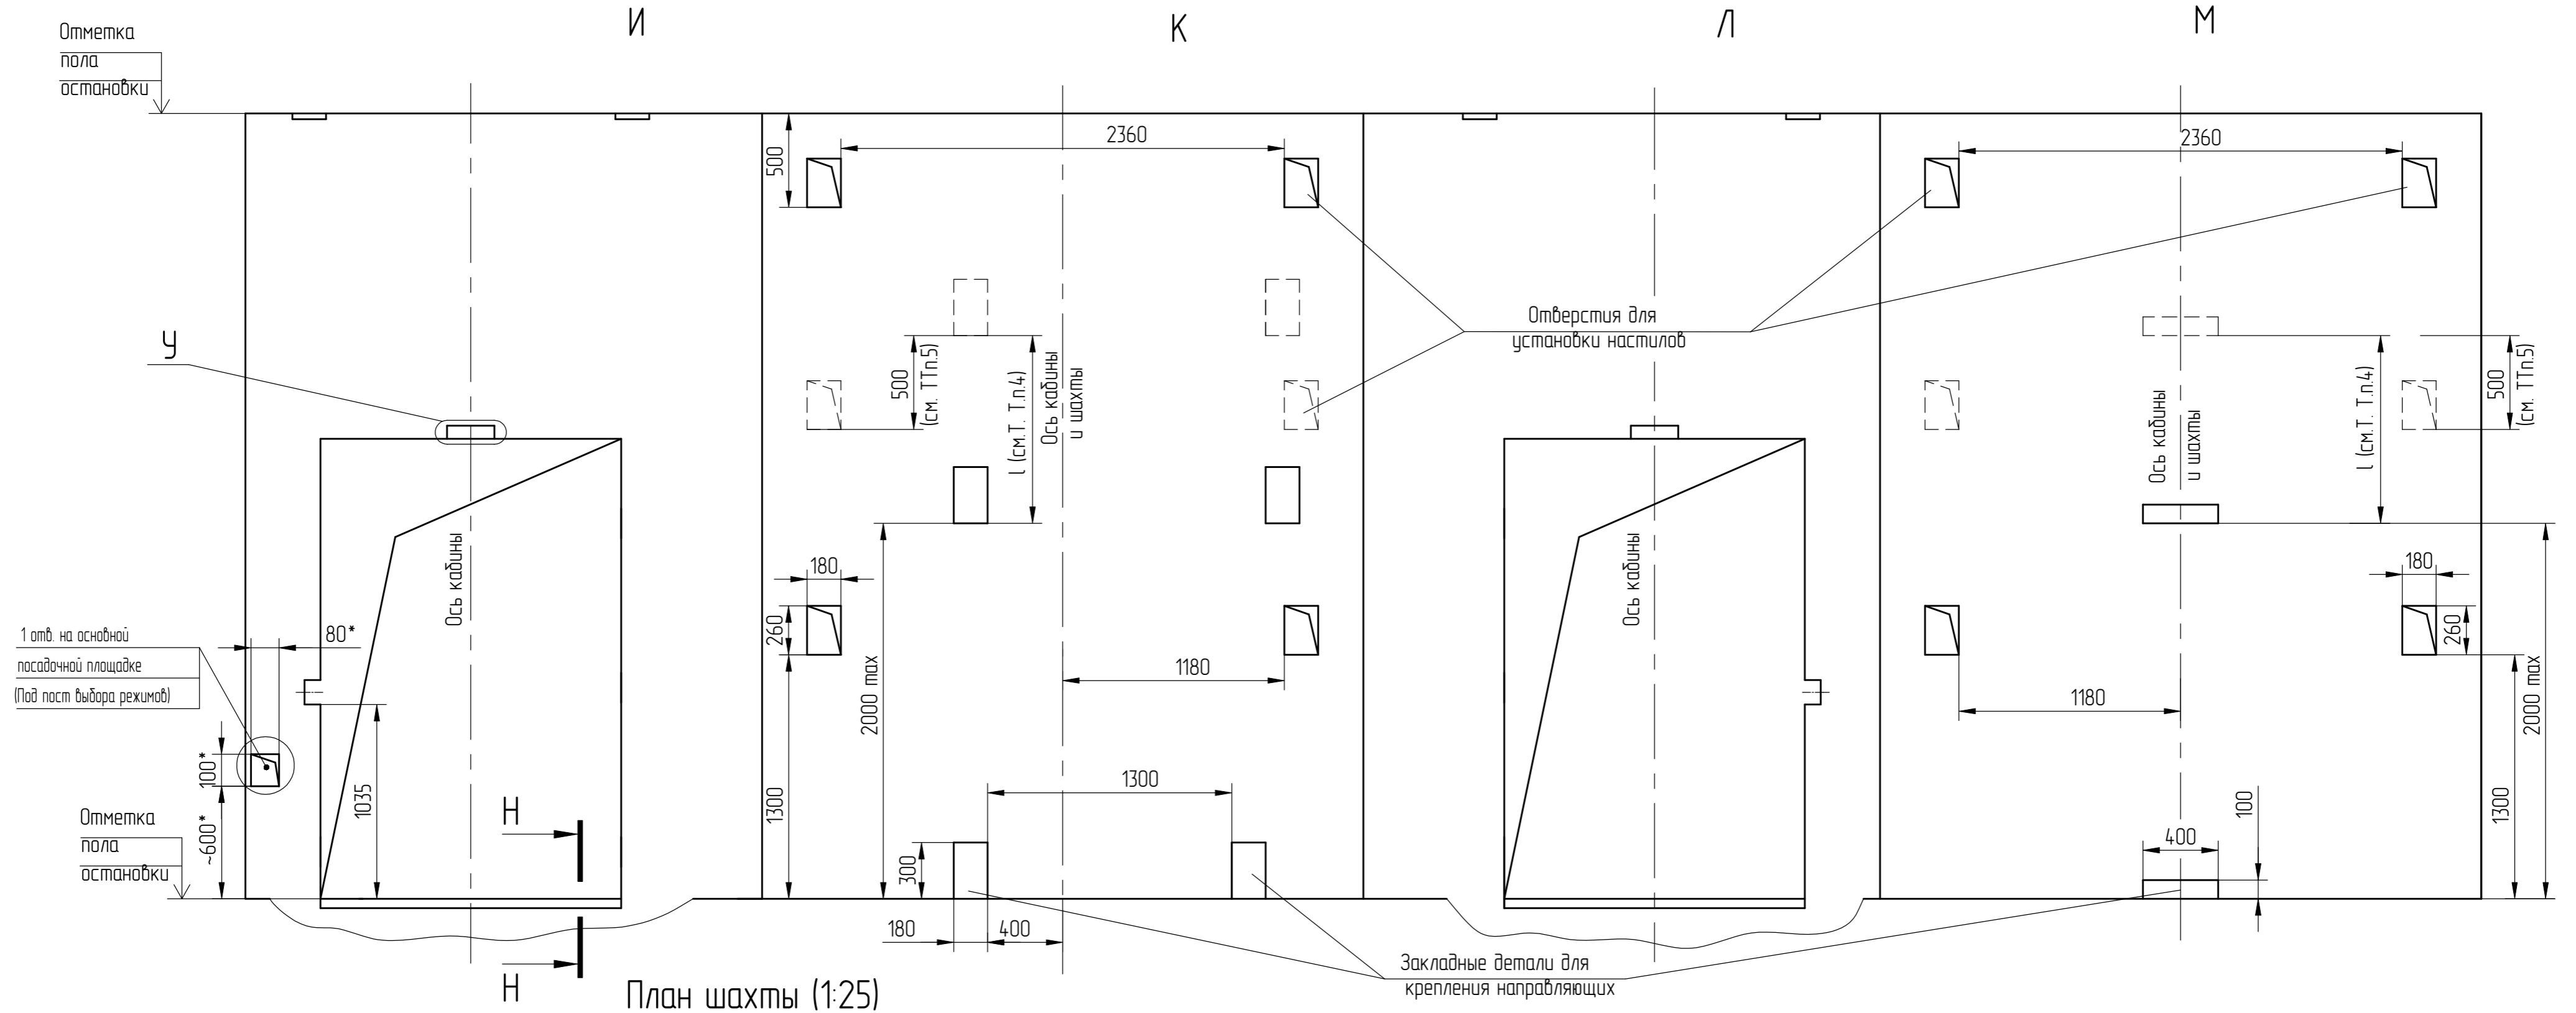 И
К
Л
М
Отметка
пола
остановки
500
2360
2360
У
Отверстия для
установки настилов
500
(см. ТТп.5)
l (см.Т. Т.п.4)
Ось кабины
и шахты
Ось кабины
и шахты
l (см.Т. Т.п.4)
500
(см. ТТп.5)
Ось кабины
Ось кабины
180
260
180
260
1 отв. на основной
посадочной площадке
(Под пост выбора режимов)
80*
100*
~600*
1035
2000 max
1180
1180
2000 max
1300
1300
1300
300
100
400
Отметка
пола
остановки
Н
Н
180
400
Закладные детали для
крепления направляющих
План шахты (1:25)